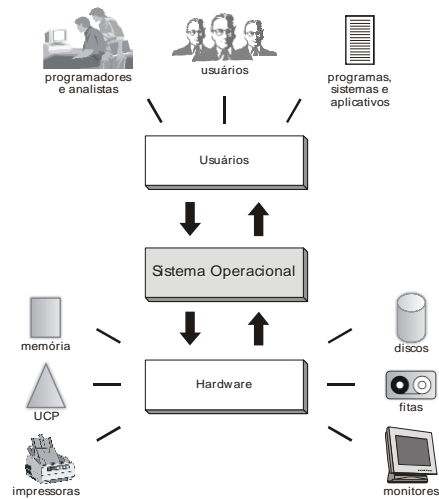 programadores
e analistas
usuários
programas,
sistemas e
aplicativos
Usuários
Sistema Operacional
memória
discos
Hardware
UCP
fitas
impressoras
monitores